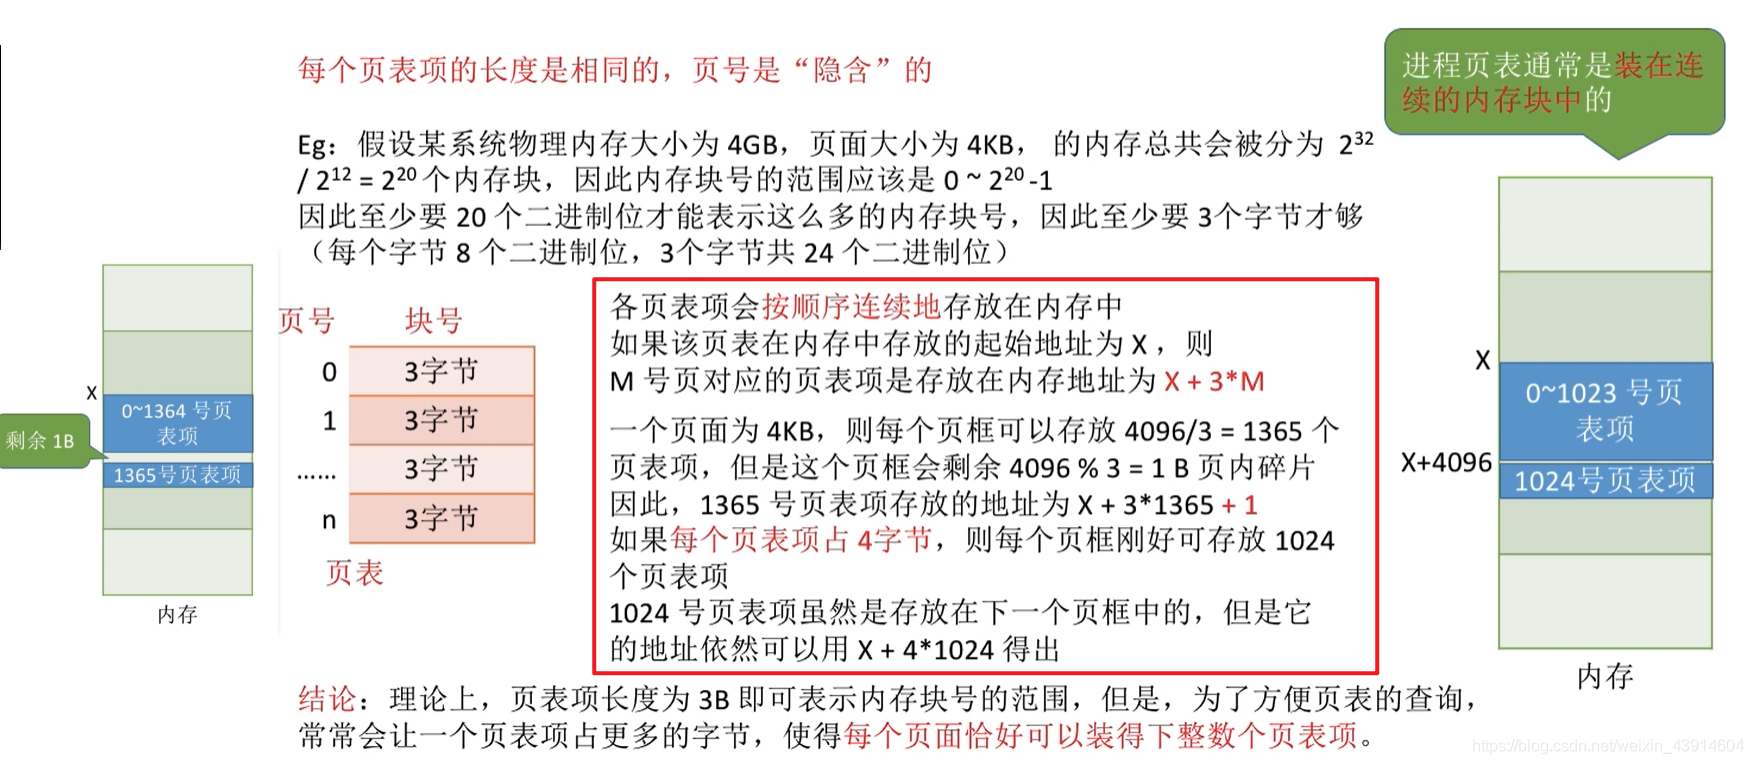 每个页表项的长度是相同的，页号是“隐含”的
进程页表通常是装在连
续的内存块中的
Eg：假设某系统物理内存大小为 4GB，页面大小为 4KB， 的内存总共会被分为 2³²
/ 2¹² = 2²⁰ 个内存块，因此内存块号的范围应该是 0 ~ 2²⁰ -1
因此至少要 20 个二进制位才能表示这么多的内存块号，因此至少要 3个字节才够
（每个字节 8 个二进制位，3个字节共 24 个二进制位）
X
0~1364 号页
表项
剩余 1B
1365号页表项
内存
页号 块号
0 3字节
1 3字节
...... 3字节
n 3字节
页表
各页表项会按顺序连续地存放在内存中
如果该页表在内存中存放的起始地址为 X ，则
M 号页对应的页表项是存放在内存地址为 X + 3*M
一个页面为 4KB，则每个页框可以存放 4096/3 = 1365 个
页表项，但是这个页框会剩余 4096 % 3 = 1 B 页内碎片
因此，1365 号页表项存放的地址为 X + 3*1365 + 1
如果每个页表项占 4字节，则每个页框刚好可存放 1024
个页表项
1024 号页表项虽然是存放在下一个页框中的，但是它
的地址依然可以用 X + 4*1024 得出
X
0~1023 号页
表项
X+4096
1024号页表项
内存
结论：理论上，页表项长度为 3B 即可表示内存块号的范围，但是，为了方便页表的查询，
常常会让一个页表项占更多的字节，使得每个页面恰好可以装得下整数个页表项。
https://blog.csdn.net/weixin_43914604